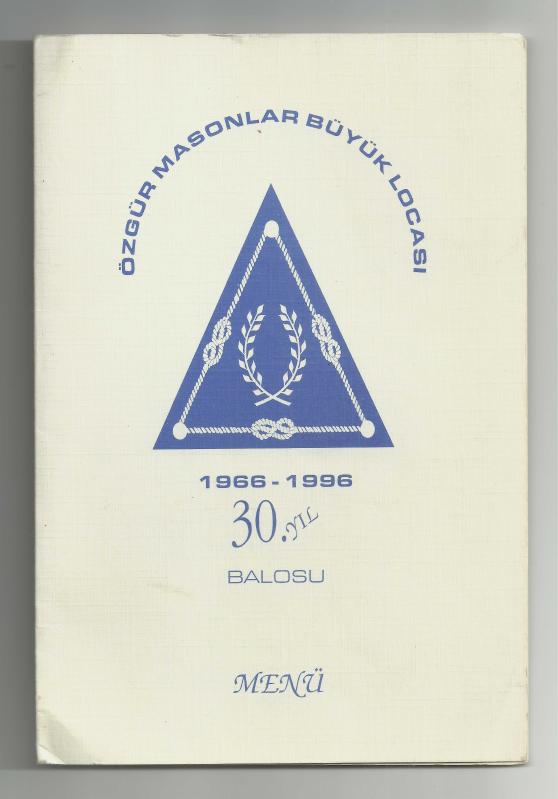 ÖZGÜR MASONLAR BÜYÜK LOCASI
1966 - 1996
30.YIL
BALOSU
MENÜ